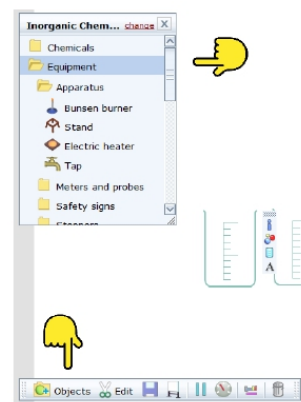 Inorganic Chem... change X
Chemicals
Equipment
Apparatus
Bunsen burner
Stand
Electric heater
Tap
Meters and probes
Safety signs
Stoppers
A
Objects Edit